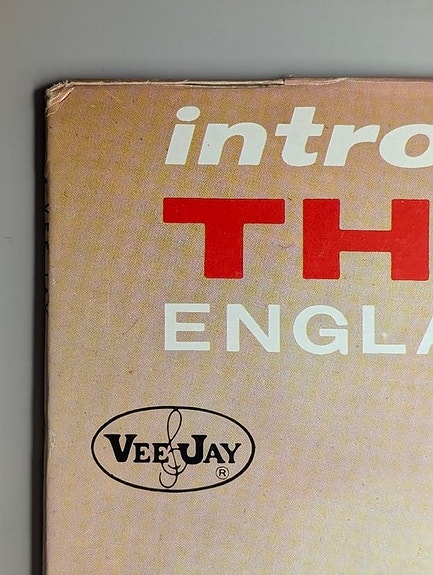 intro
TH
ENGLA
VEE JAY
®